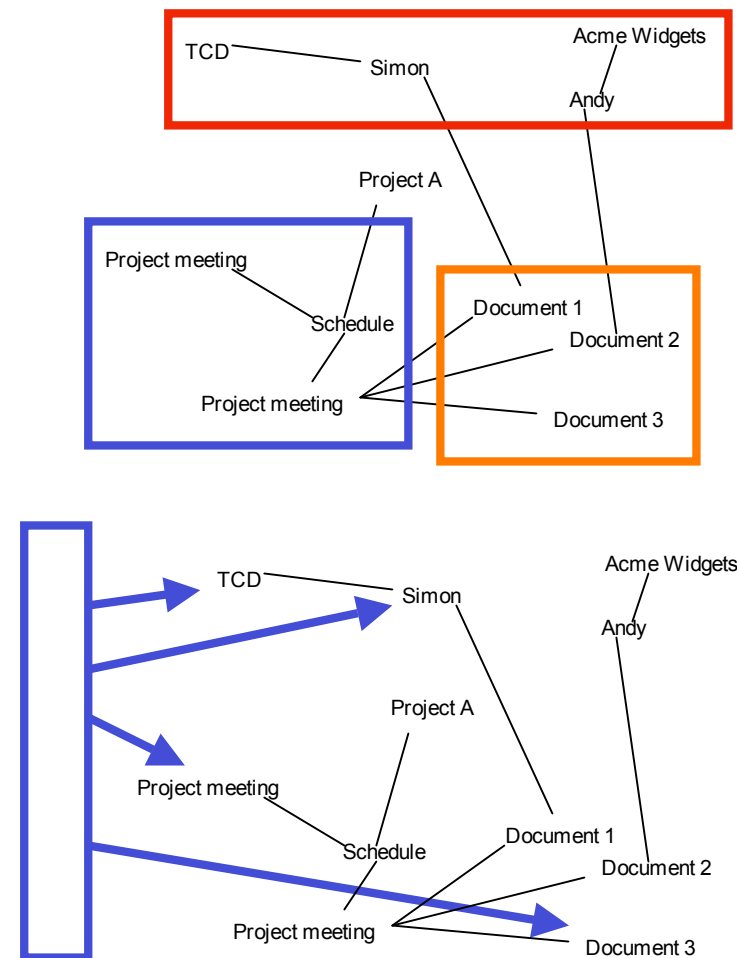 Acme Widgets
TCD
Simon
Andy
Project A
Project meeting
Document 1
Schedule
Document 2
Project meeting
Document 3
Acme Widgets
TCD
Simon
Andy
Project A
Project meeting
Document 1
Schedule
Document 2
Project meeting
Document 3